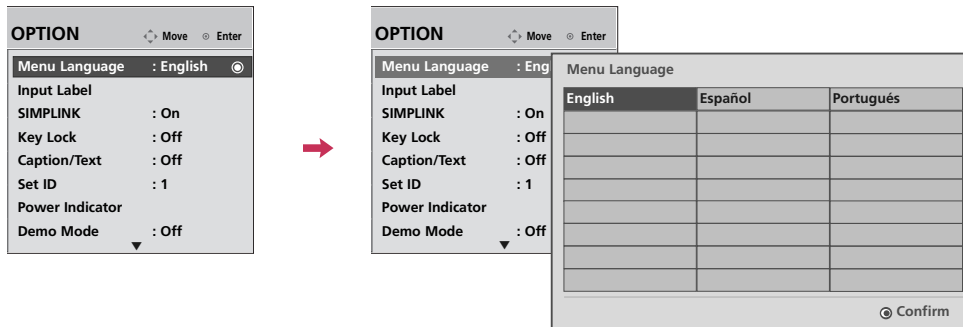 OPTION Move Enter
Menu Language : English
Input Label
SIMPLINK : On
Key Lock : Off
Caption/Text : Off
Set ID : 1
Power Indicator
Demo Mode : Off
OPTION Move Enter
Menu Language : Eng
Input Label
SIMPLINK : On
Key Lock : Off
Caption/Text : Off
Set ID : 1
Power Indicator
Demo Mode : Off
Menu Language
English Español Portugués
Confirm